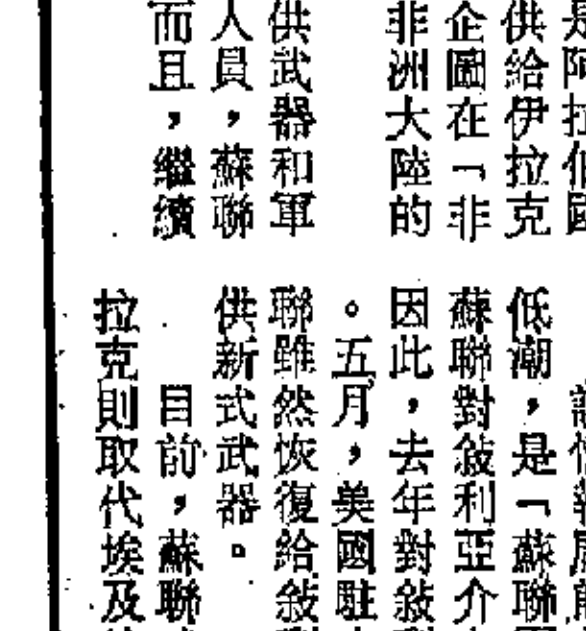 是阿拉伯國
供給伊拉克
企圖在「非
非洲大陸的
供武器和軍
人員，蘇聯
而且，繼續
低潮，是「蘇聯
蘇聯對敍利亞介
因此，去年對敍
。五月，美國駐
聯雖然恢復給敍
供新式武器。
目前，蘇聯
拉克則取代埃及